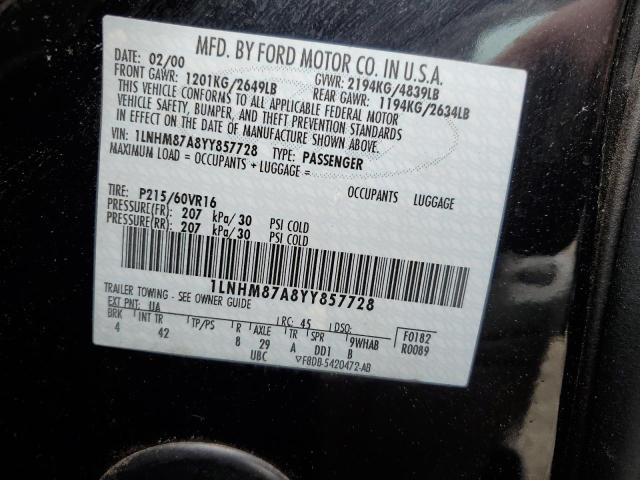 MFD. BY FORD MOTOR CO. IN U.S.A.
DATE: 02/00 GVWR: 2194KG/4839LB
FRONT GAWR: 1201KG/2649LB REAR GAWR: 1194KG/2634LB
THIS VEHICLE CONFORMS TO ALL APPLICABLE FEDERAL MOTOR
VEHICLE SAFETY, BUMPER, AND THEFT PREVENTION STANDARDS
IN EFFECT ON THE DATE OF MANUFACTURE SHOWN ABOVE.
VIN: 1LNHM87A8YY857728 TYPE: PASSENGER
MAXIMUM LOAD = OCCUPANTS + LUGGAGE =
OCCUPANTS LUGGAGE
TIRE: P215/60VR16
PRESSURE(FR): 207 kPa/30 PSI COLD
PRESSURE(RR): 207 kPa/30 PSI COLD
1LNHM87A8YY857728
TRAILER TOWING - SEE OWNER GUIDE
EXT PNT: UA RC: 45 DSO: F0182
BRK INT TR TP/PS R AXLE TR SPR 9WHAB R0089
4 42 8 29 A DD1 B
UBC F8DB-5420472-AB